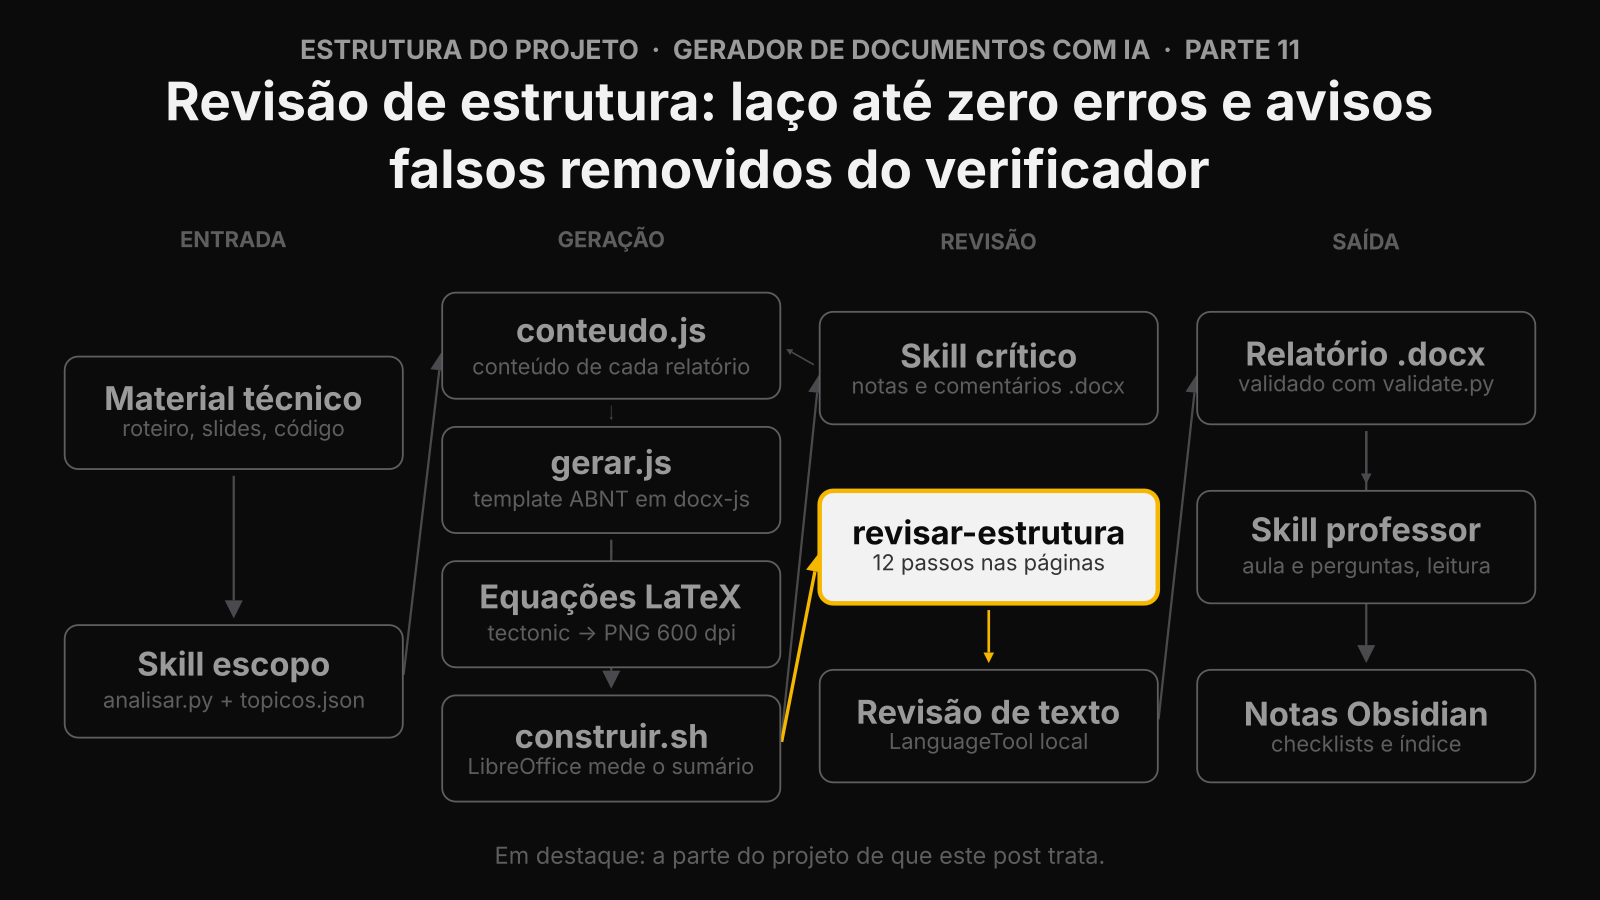 ESTRUTURA DO PROJETO · GERADOR DE DOCUMENTOS COM IA · PARTE 11
Revisão de estrutura: laço até zero erros e avisos
falsos removidos do verificador
ENTRADA
Material técnico
roteiro, slides, código
Skill escopo
analisar.py + topicos.json
GERAÇÃO
conteudo.js
conteúdo de cada relatório
gerar.js
template ABNT em docx-js
Equações LaTeX
tectonic → PNG 600 dpi
construir.sh
LibreOffice mede o sumário
REVISÃO
Skill crítico
notas e comentários .docx
revisar-estrutura
12 passos nas páginas
Revisão de texto
LanguageTool local
SAÍDA
Relatório .docx
validado com validate.py
Skill professor
aula e perguntas, leitura
Notas Obsidian
checklists e índice
Em destaque: a parte do projeto de que este post trata.